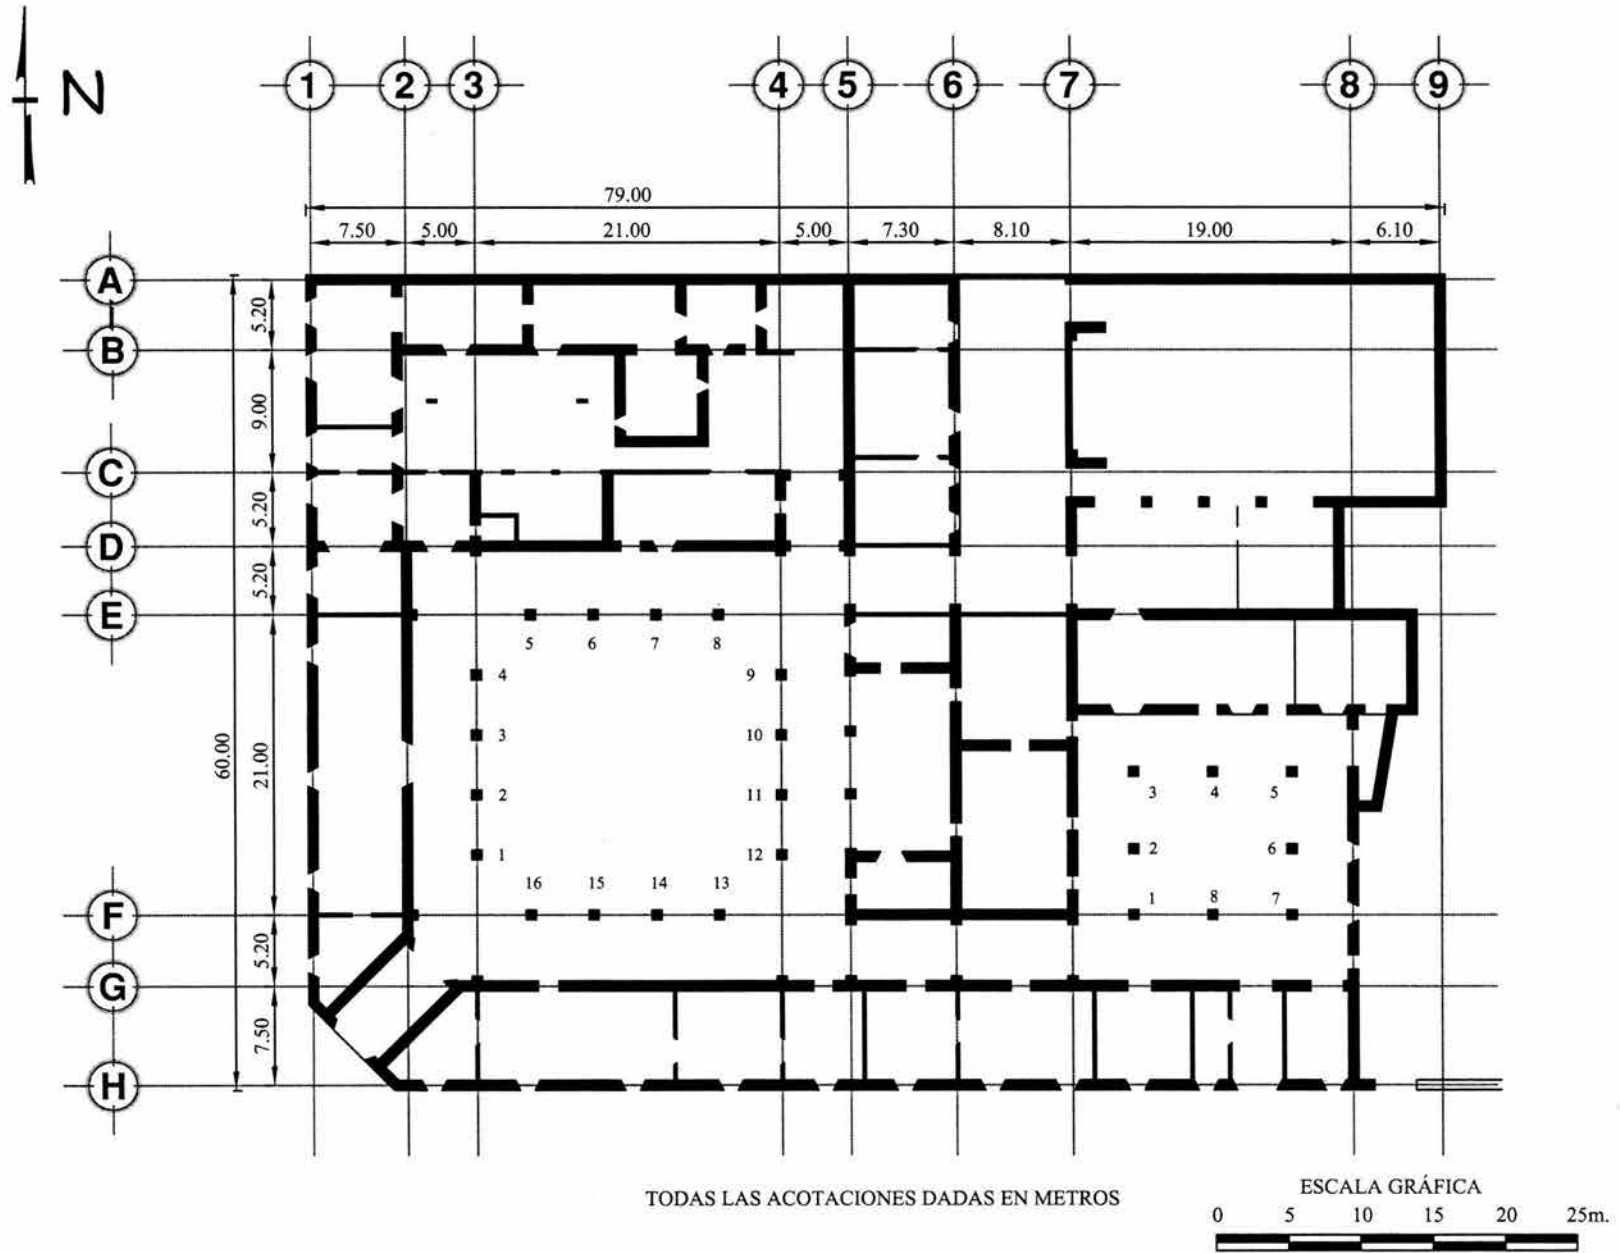 N
1 2 3 4 5 6 7 8 9
79.00
7.50 5.00 21.00 5.00 7.30 8.10 19.00 6.10
A
5.20
B
9.00
C
5.20
D
5.20
E
5 6 7 8
4 9
3 10
60.00
21.00
2 11
3 4 5
1 12
2 6
16 15 14 13
1 8 7
F
5.20
G
7.50
H
TODAS LAS ACOTACIONES DADAS EN METROS
ESCALA GRÁFICA
0 5 10 15 20 25m.